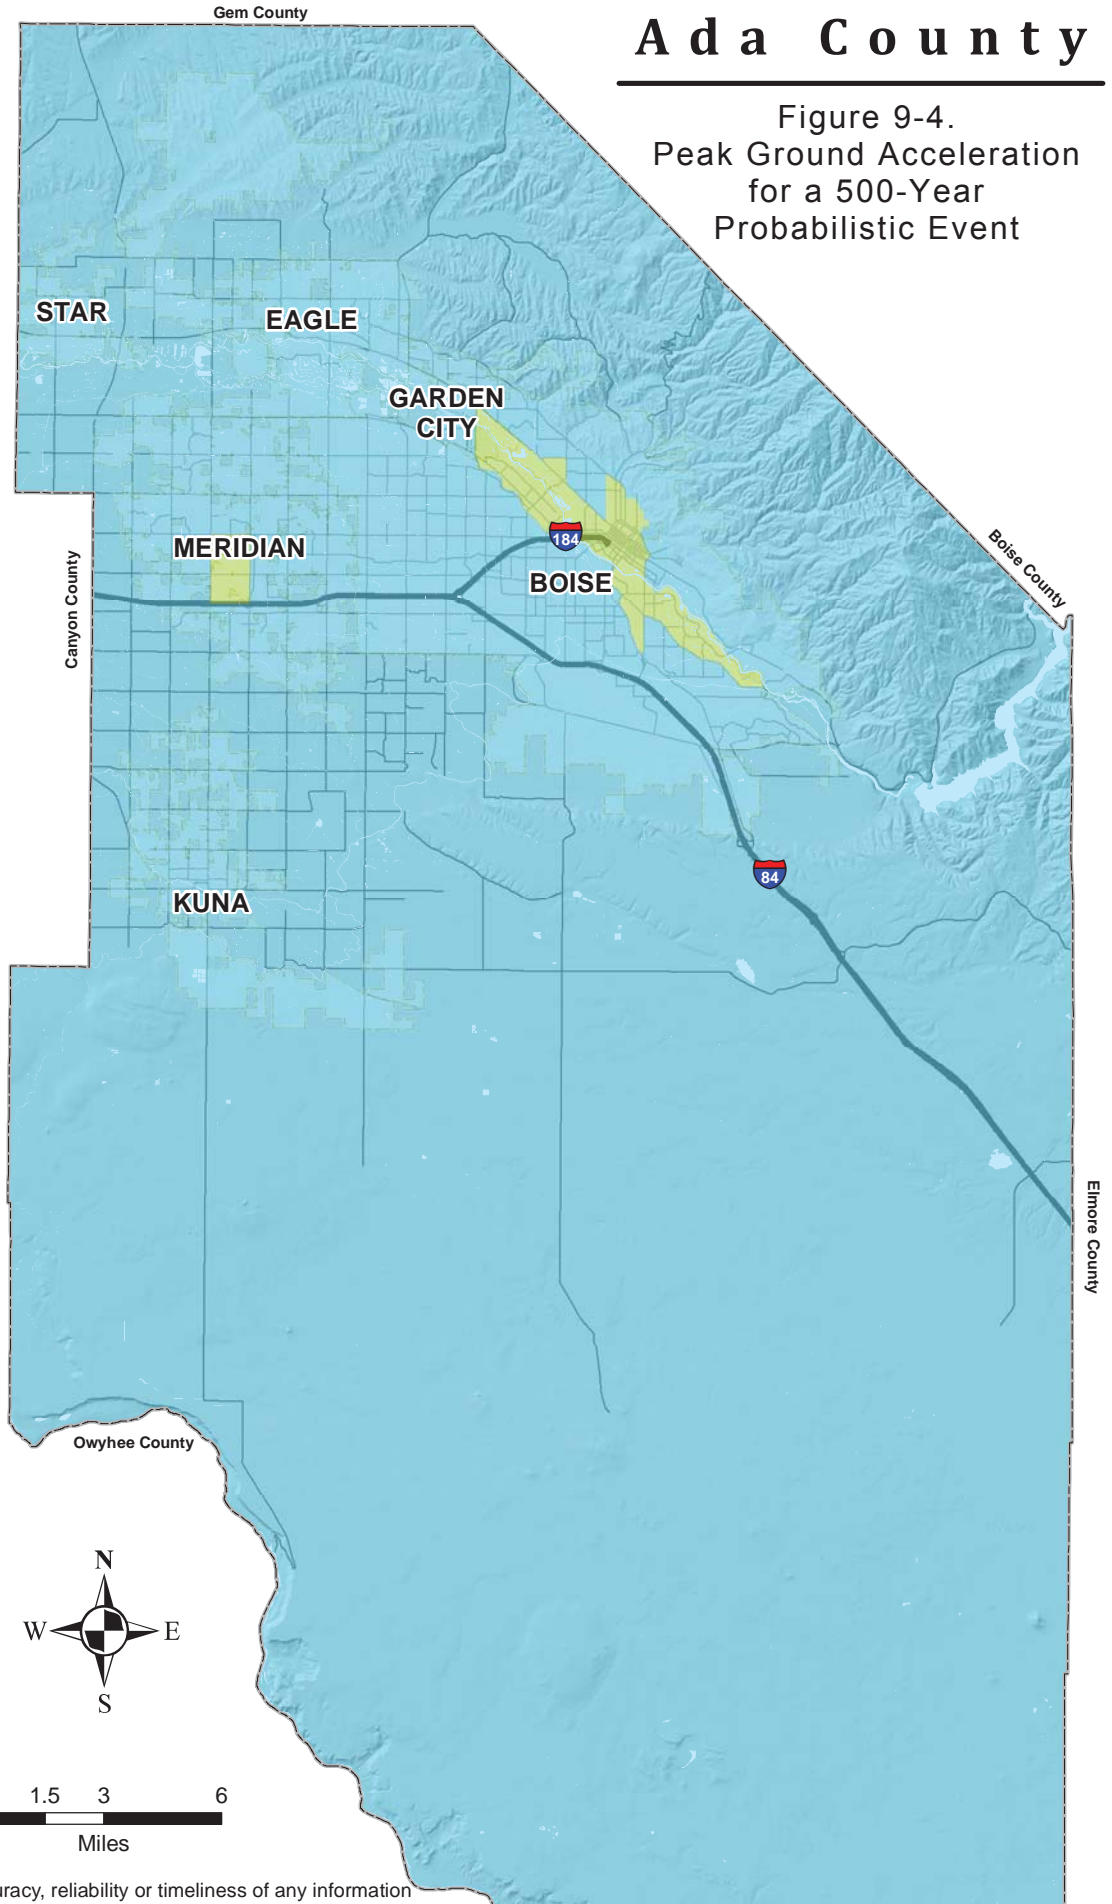 Gem County
Ada County
Figure 9-4.
Peak Ground Acceleration
for a 500-Year
Probabilistic Event
STAR
EAGLE
GARDEN
CITY
184
MERIDIAN
BOISE
Boise County
Canyon County
84
KUNA
Elmore County
Owyhee County
N
W
E
S
1.5
3
6
Miles
uracy, reliability or timeliness of any information